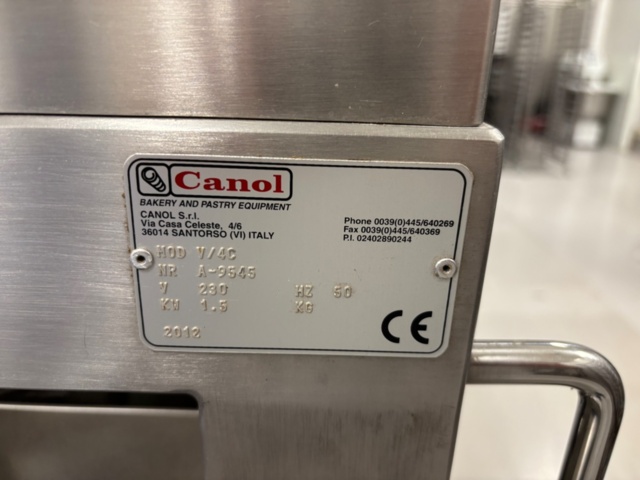 Canol
BAKERY AND PASTRY EQUIPMENT
CANOL S.r.l.
Via Casa Celeste, 4/6
36014 SANTORSO (VI) ITALY
Phone 0039(0)445/640269
Fax 0039(0)445/640369
P.I. 02402890244
MOD V/4C
NR A-9545
V 230 HZ 50
KW 1.5 KG
2012
CE